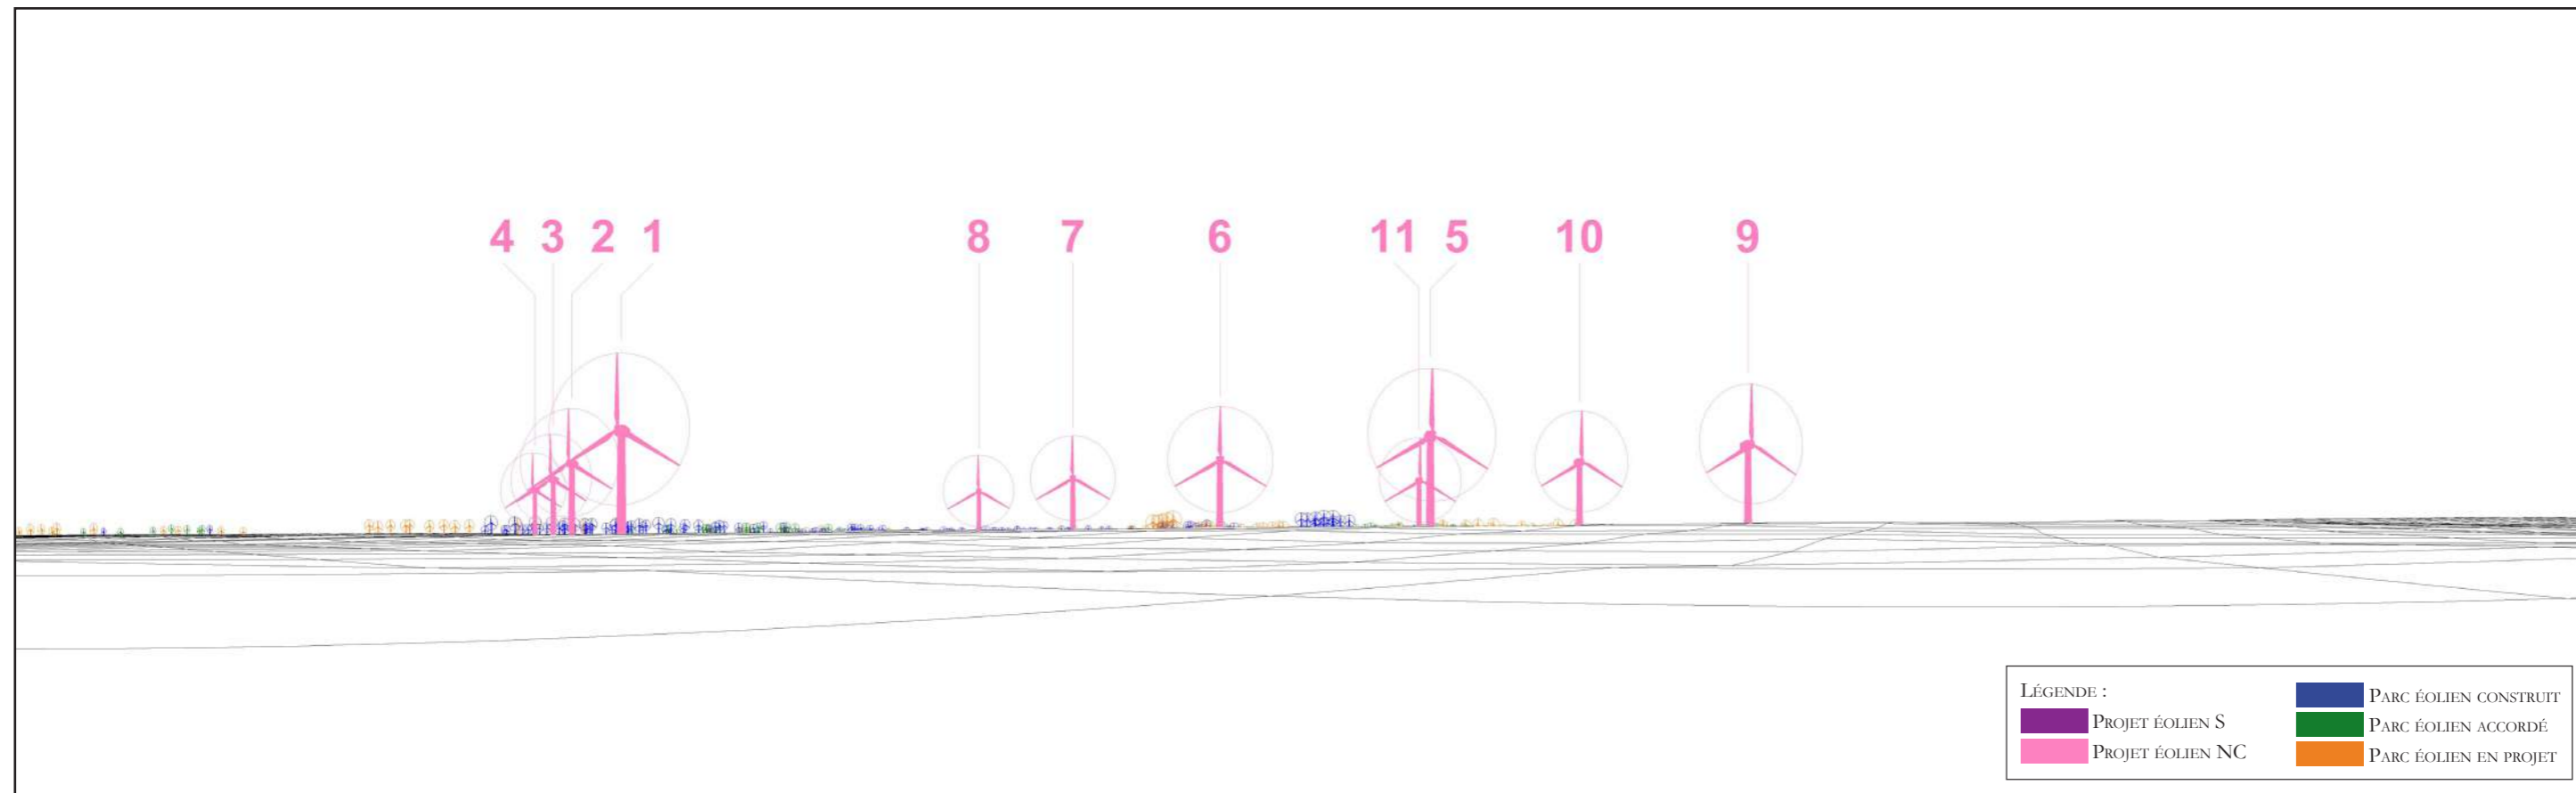 4 3 2 1 8 7 6 11 5 10 9
Légende :
Projet éolien S
Projet éolien NC
Parc éolien construit
Parc éolien accordé
Parc éolien en projet